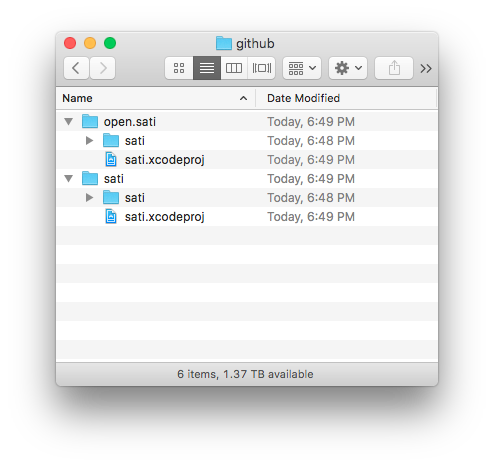 github
Name Date Modified
open.sati Today, 6:49 PM
sati Today, 6:48 PM
sati.xcodeproj Today, 6:49 PM
sati Today, 6:49 PM
sati Today, 6:48 PM
sati.xcodeproj Today, 6:49 PM
6 items, 1.37 TB available